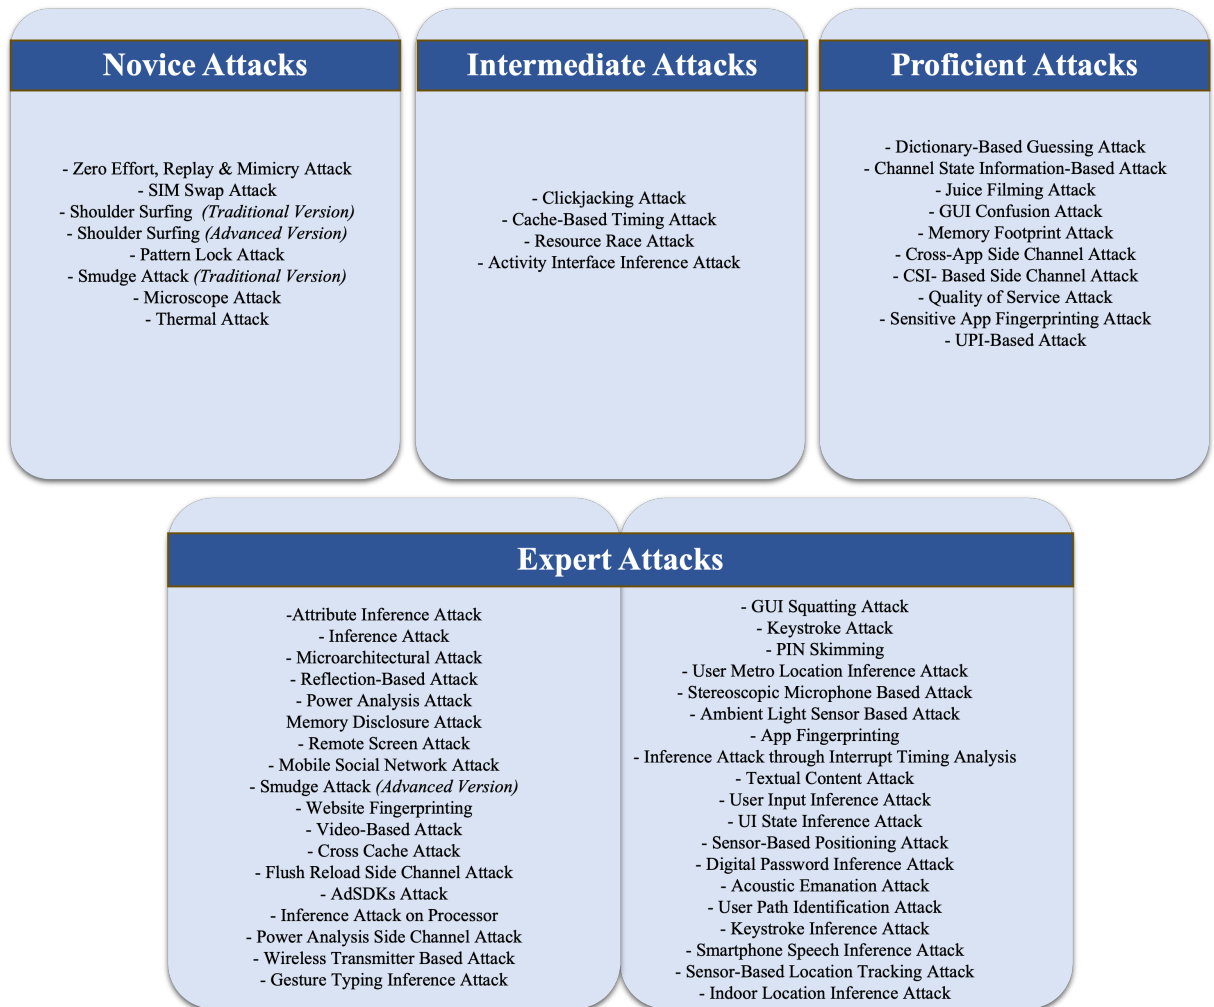 Novice Attacks
- Zero Effort, Replay & Mimicry Attack
- SIM Swap Attack
- Shoulder Surfing (Traditional Version)
- Shoulder Surfing (Advanced Version)
- Pattern Lock Attack
- Smudge Attack (Traditional Version)
- Microscope Attack
- Thermal Attack
Intermediate Attacks
- Clickjacking Attack
- Cache-Based Timing Attack
- Resource Race Attack
- Activity Interface Inference Attack
Proficient Attacks
- Dictionary-Based Guessing Attack
- Channel State Information-Based Attack
- Juice Filming Attack
- GUI Confusion Attack
- Memory Footprint Attack
- Cross-App Side Channel Attack
- CSI- Based Side Channel Attack
- Quality of Service Attack
- Sensitive App Fingerprinting Attack
- UPI-Based Attack
Expert Attacks
-Attribute Inference Attack
- Inference Attack
- Microarchitectural Attack
- Reflection-Based Attack
- Power Analysis Attack
Memory Disclosure Attack
- Remote Screen Attack
- Mobile Social Network Attack
- Smudge Attack (Advanced Version)
- Website Fingerprinting
- Video-Based Attack
- Cross Cache Attack
- Flush Reload Side Channel Attack
- AdSDKs Attack
- Inference Attack on Processor
- Power Analysis Side Channel Attack
- Wireless Transmitter Based Attack
- Gesture Typing Inference Attack
- GUI Squatting Attack
- Keystroke Attack
- PIN Skimming
- User Metro Location Inference Attack
- Stereoscopic Microphone Based Attack
- Ambient Light Sensor Based Attack
- App Fingerprinting
- Inference Attack through Interrupt Timing Analysis
- Textual Content Attack
- User Input Inference Attack
- UI State Inference Attack
- Sensor-Based Positioning Attack
- Digital Password Inference Attack
- Acoustic Emanation Attack
- User Path Identification Attack
- Keystroke Inference Attack
- Smartphone Speech Inference Attack
- Sensor-Based Location Tracking Attack
- Indoor Location Inference Attack